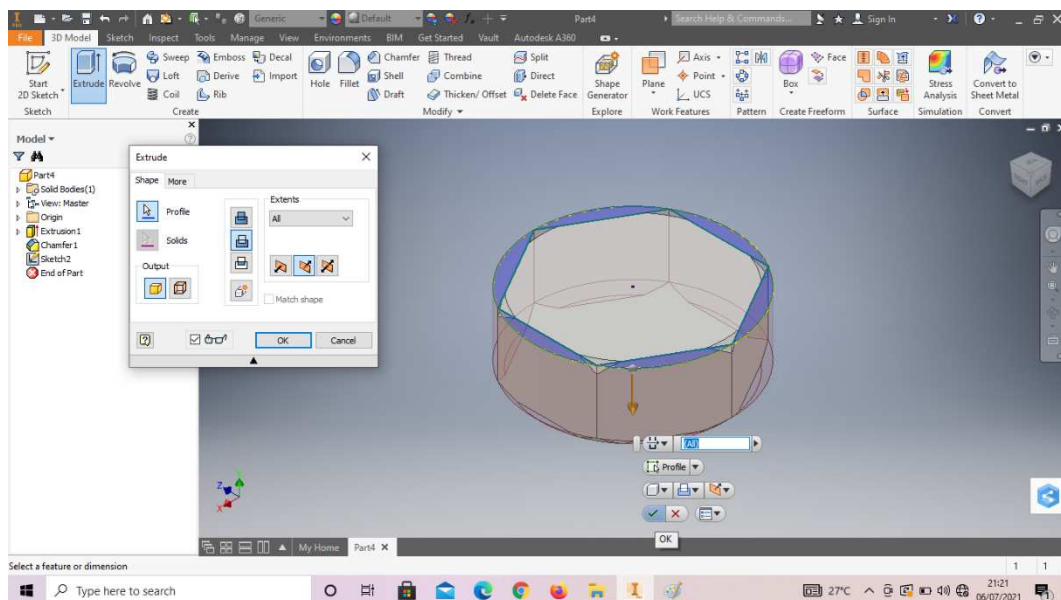 Generic
Default
Part4
Search Help & Commands...
Sign In
File 3D Model Sketch Inspect Tools Manage View Environments BIM Get Started Vault Autodesk A360
Start 2D Sketch
Extrude
Revolve
Sweep
Loft
Coil
Emboss
Derive
Rib
Decal
Import
Hole
Fillet
Chamfer
Shell
Draft
Thread
Combine
Thicken/ Offset
Split
Direct
Delete Face
Shape Generator
Plane
Axis
Point
UCS
Box
Face
Stress Analysis
Convert to Sheet Metal
Sketch Create Modify Explore Work Features Pattern Create Freeform Surface Simulation Convert
Model
Part4
Solid Bodies(1)
View: Master
Origin
Extrusion1
Chamfer1
Sketch2
End of Part
Extrude
Shape More
Profile
Solids
Output
Extents
All
Match shape
OK Cancel
(All)
Profile
OK
FRONT
Z
Y
X
My Home Part4
Select a feature or dimension
1 1
Type here to search
27°C
21:21
06/07/2021